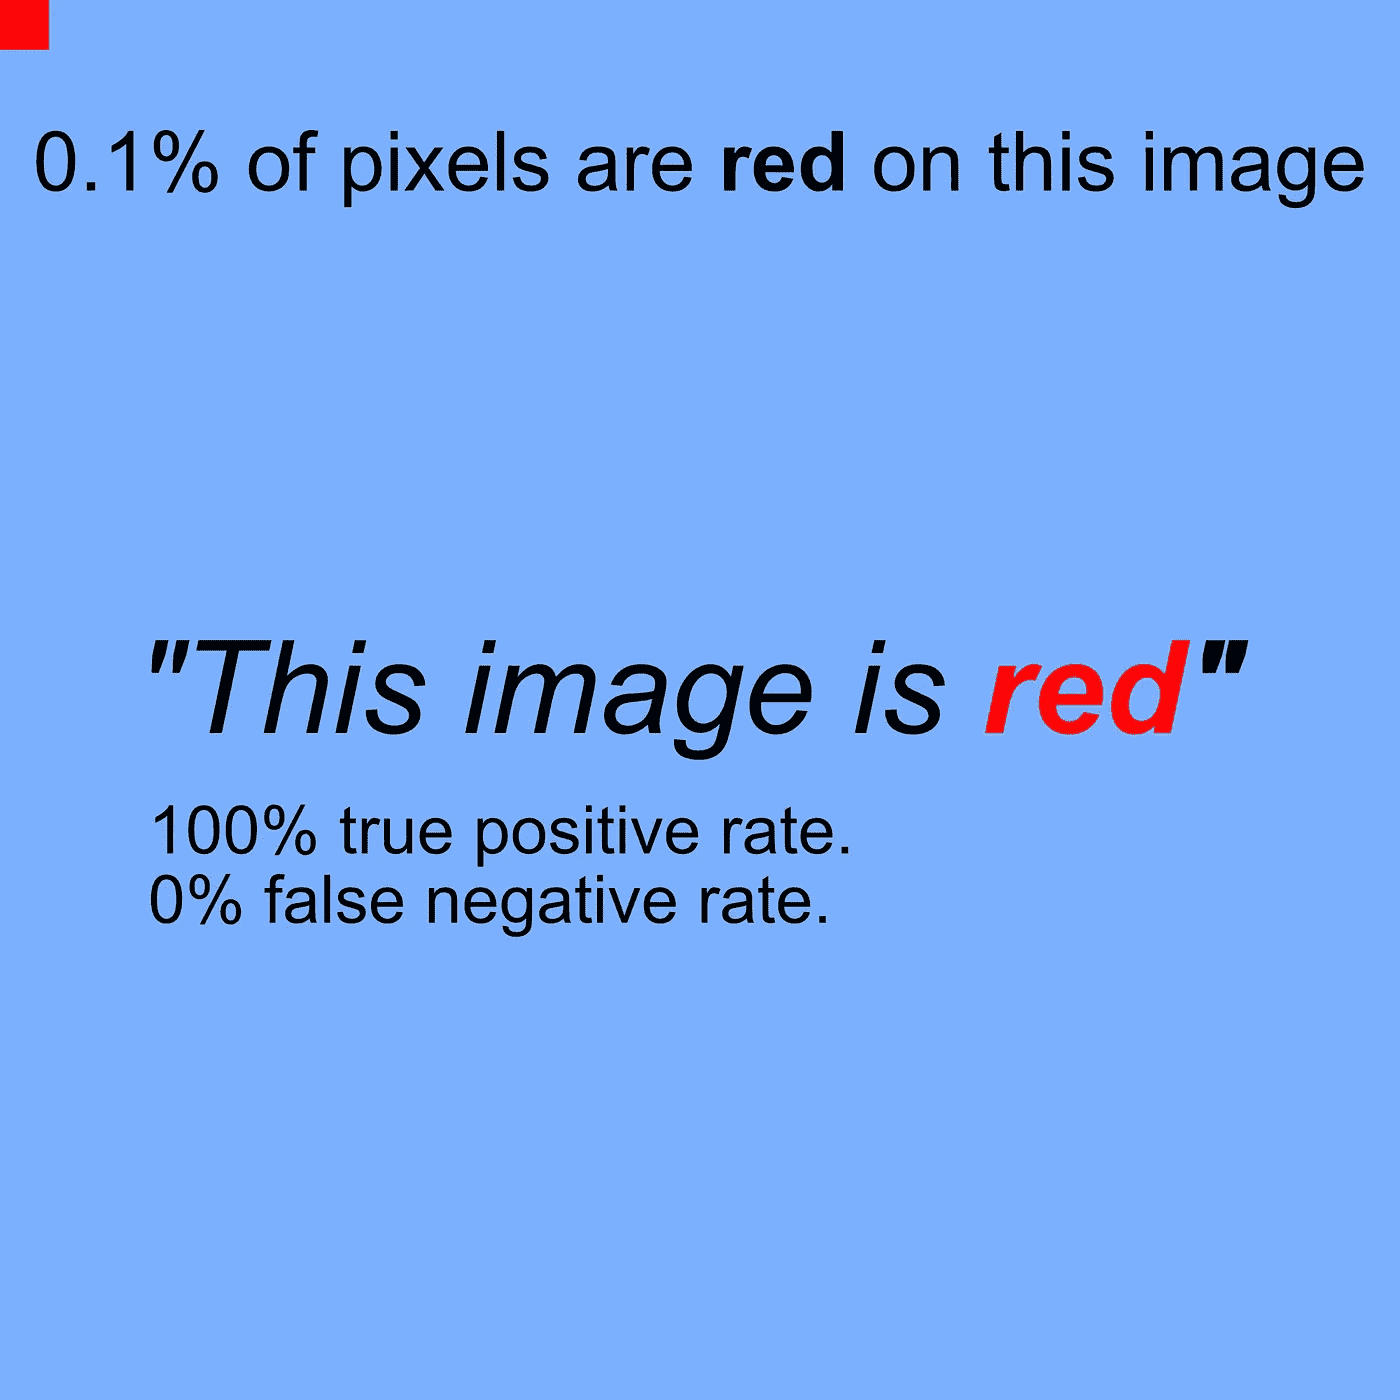 0.1% of pixels are red on this image
"This image is red"
100% true positive rate.
0% false negative rate.